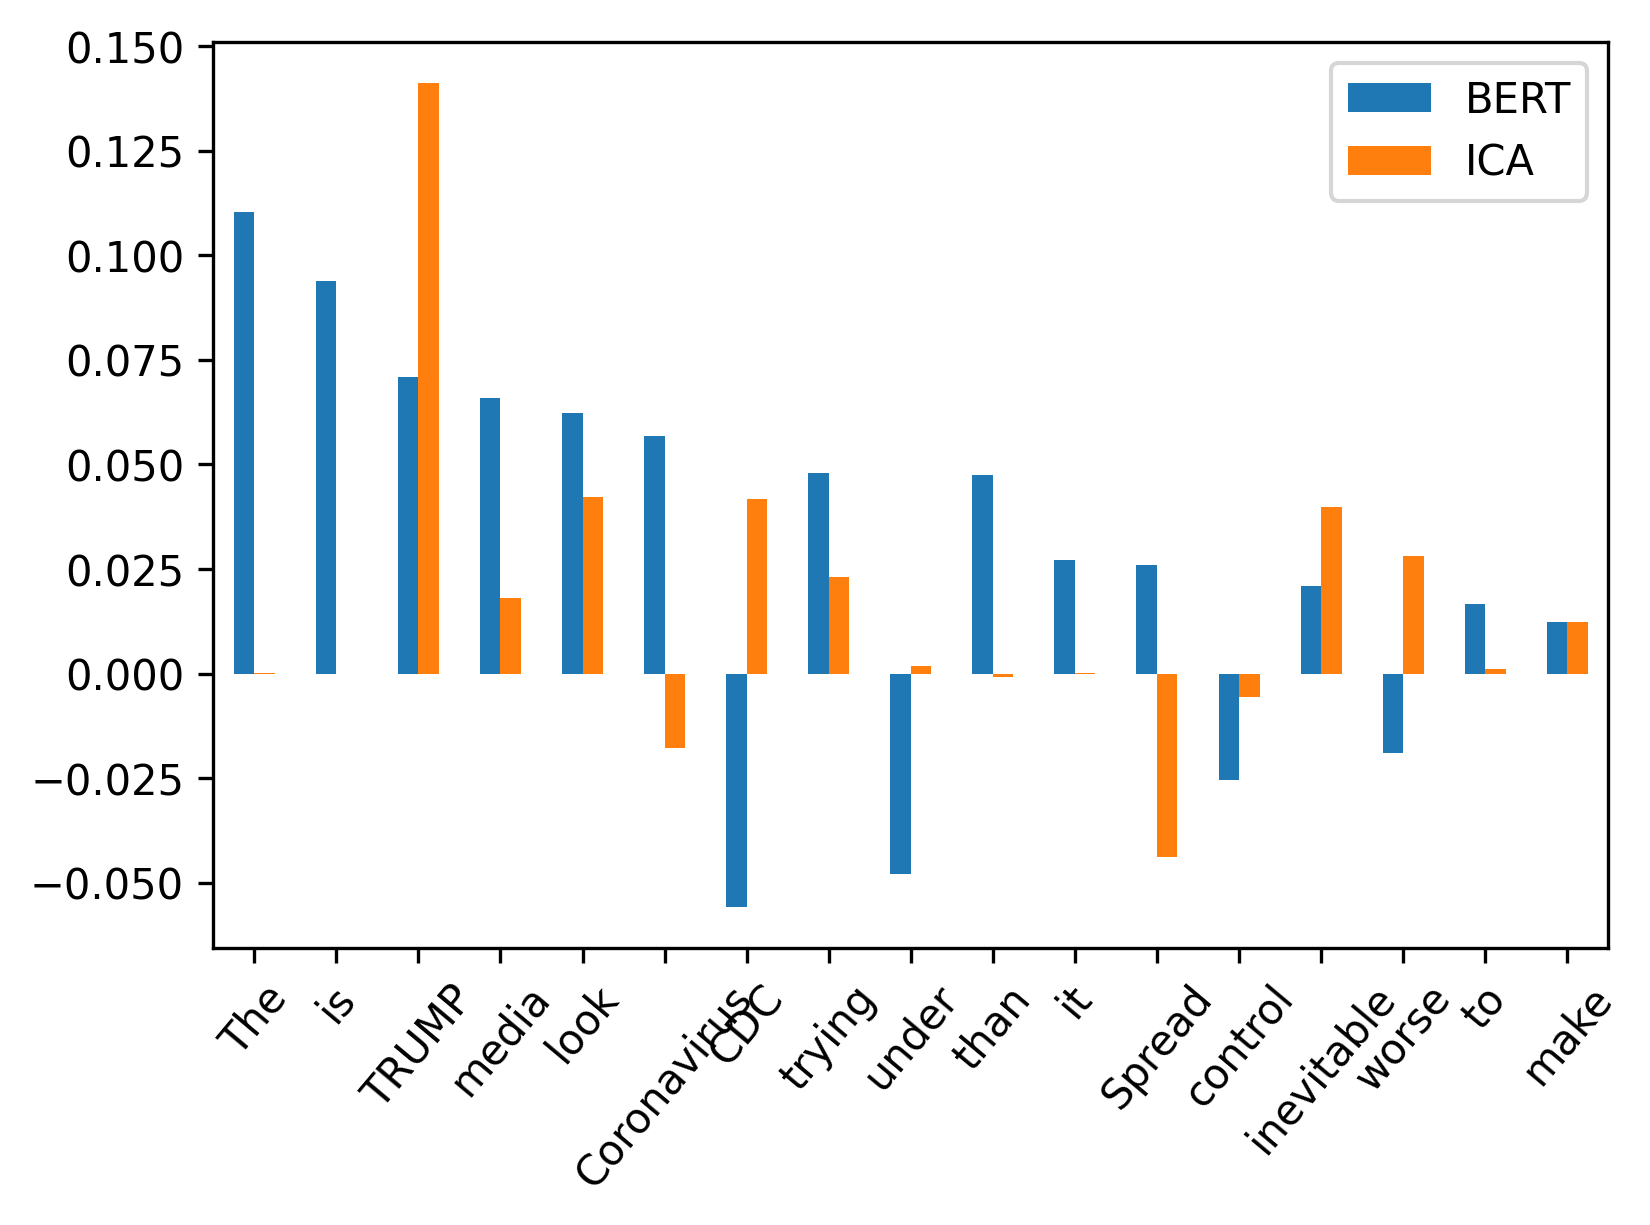 0.150
0.125
0.100
0.075
0.050
0.025
0.000
−0.025
−0.050
BERT
ICA
The
is
TRUMP
media
look
Coronavirus
CDC
trying
under
than
it
Spread
control
inevitable
worse
to
make